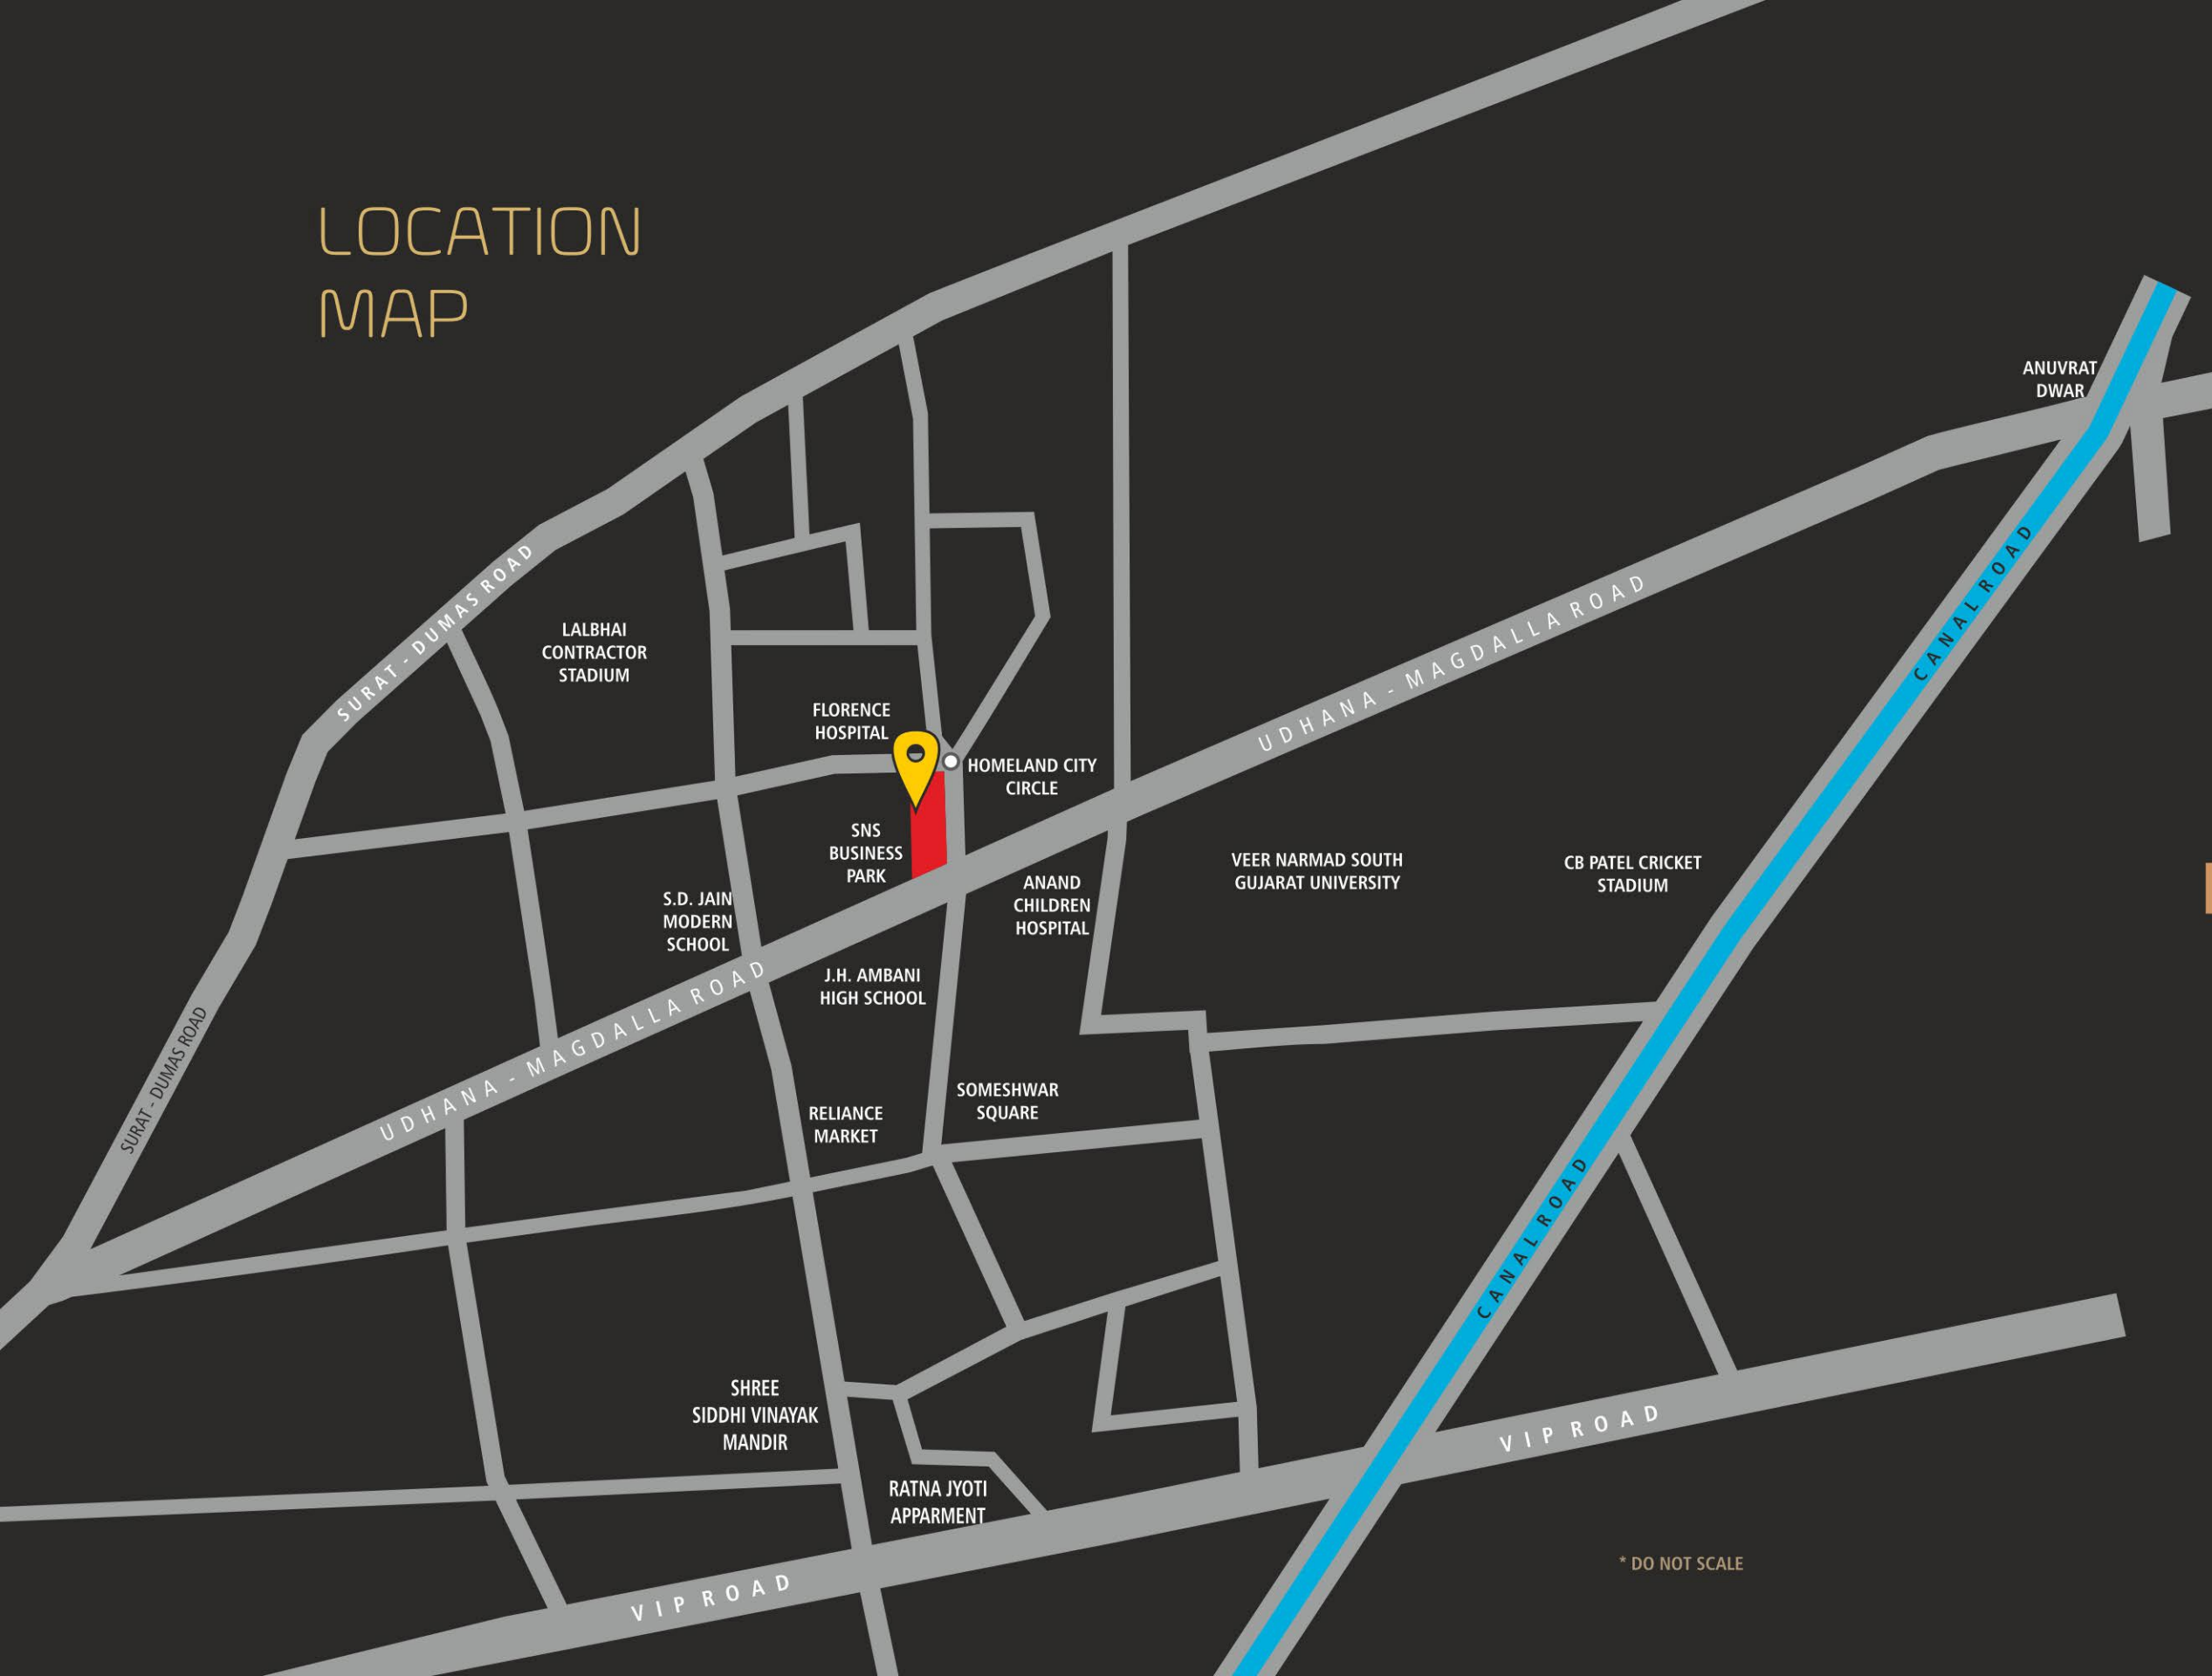 LOCATION
MAP
ANUVRAT
DWAR
SURAT - DUMAS ROAD
CANAL ROAD
UDHANA - MAGDALLA ROAD
LALBHAI
CONTRACTOR
STADIUM
FLORENCE
HOSPITAL
HOMELAND CITY
CIRCLE
SNS
BUSINESS
PARK
VEER NARMAD SOUTH
GUJARAT UNIVERSITY
CB PATEL CRICKET
STADIUM
ANAND
CHILDREN
HOSPITAL
S.D. JAIN
MODERN
SCHOOL
J.H. AMBANI
HIGH SCHOOL
UDHANA - MAGDALLA ROAD
SURAT - DUMAS ROAD
SOMESHWAR
SQUARE
RELIANCE
MARKET
CANAL ROAD
SHREE
SIDDHI VINAYAK
MANDIR
VIP ROAD
RATNA JYOTI
APPARMENT
* DO NOT SCALE
VIP ROAD